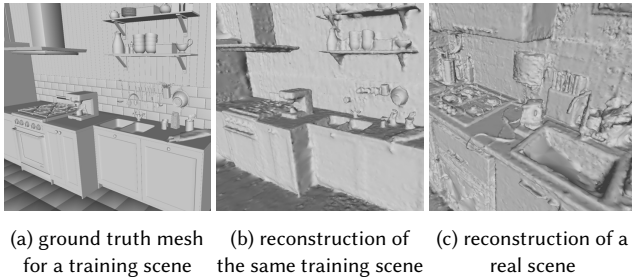 (a) ground truth mesh
for a training scene
(b) reconstruction of
the same training scene
(c) reconstruction of a
real scene